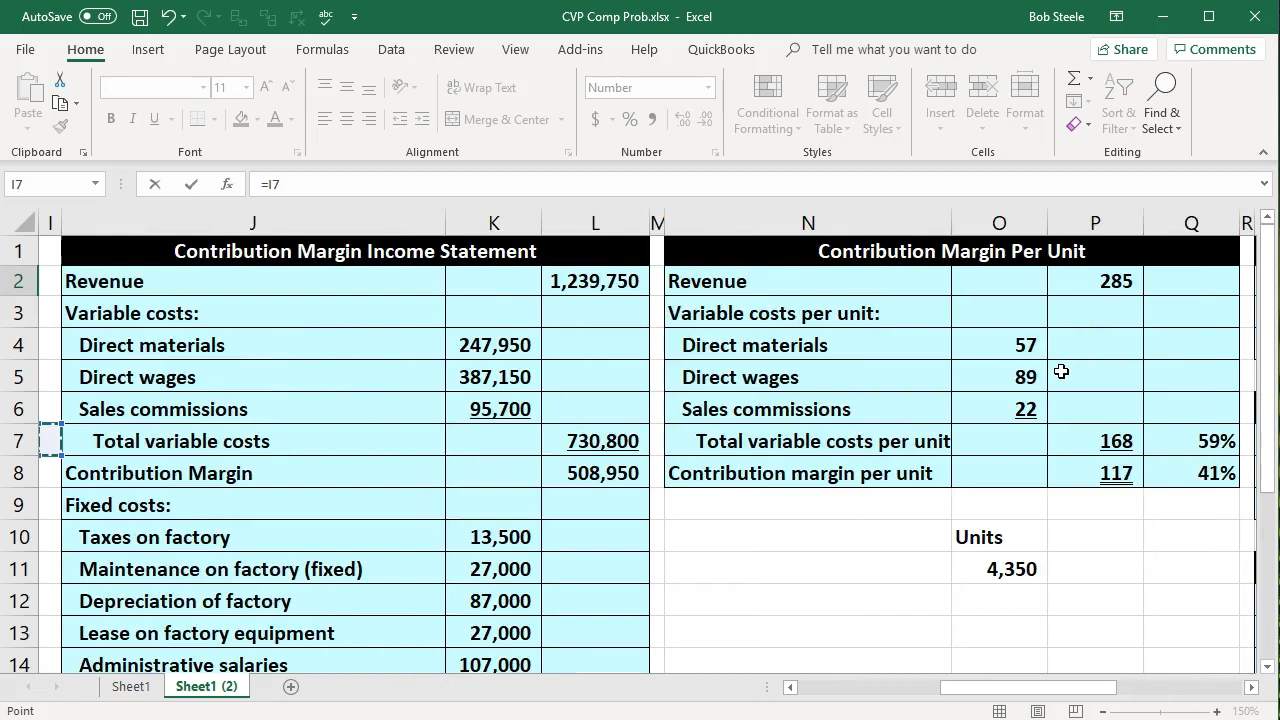 AutoSave Off abc CVP Comp Prob.xlsx - Excel Bob Steele
File Home Insert Page Layout Formulas Data Review View Add-ins Help QuickBooks Tell me what you want to do Share Comments
Paste 11 A A ab Wrap Text Number Conditional Formatting Format as Table Cell Styles Insert Delete Format Sort & Filter Find & Select
B I U A Merge & Center $ % , .00 .00
Clipboard Font Alignment Number Styles Cells Editing
I7 fx =I7
I J K L M N O P Q R
1 Contribution Margin Income Statement Contribution Margin Per Unit
2 Revenue 1,239,750 Revenue 285
3 Variable costs: Variable costs per unit:
4 Direct materials 247,950 Direct materials 57
5 Direct wages 387,150 Direct wages 89
6 Sales commissions 95,700 Sales commissions 22
7 Total variable costs 730,800 Total variable costs per unit 168 59%
8 Contribution Margin 508,950 Contribution margin per unit 117 41%
9 Fixed costs:
10 Taxes on factory 13,500 Units
11 Maintenance on factory (fixed) 27,000 4,350
12 Depreciation of factory 87,000
13 Lease on factory equipment 27,000
14 Administrative salaries 107,000
Sheet1 Sheet1 (2)
Point 150%